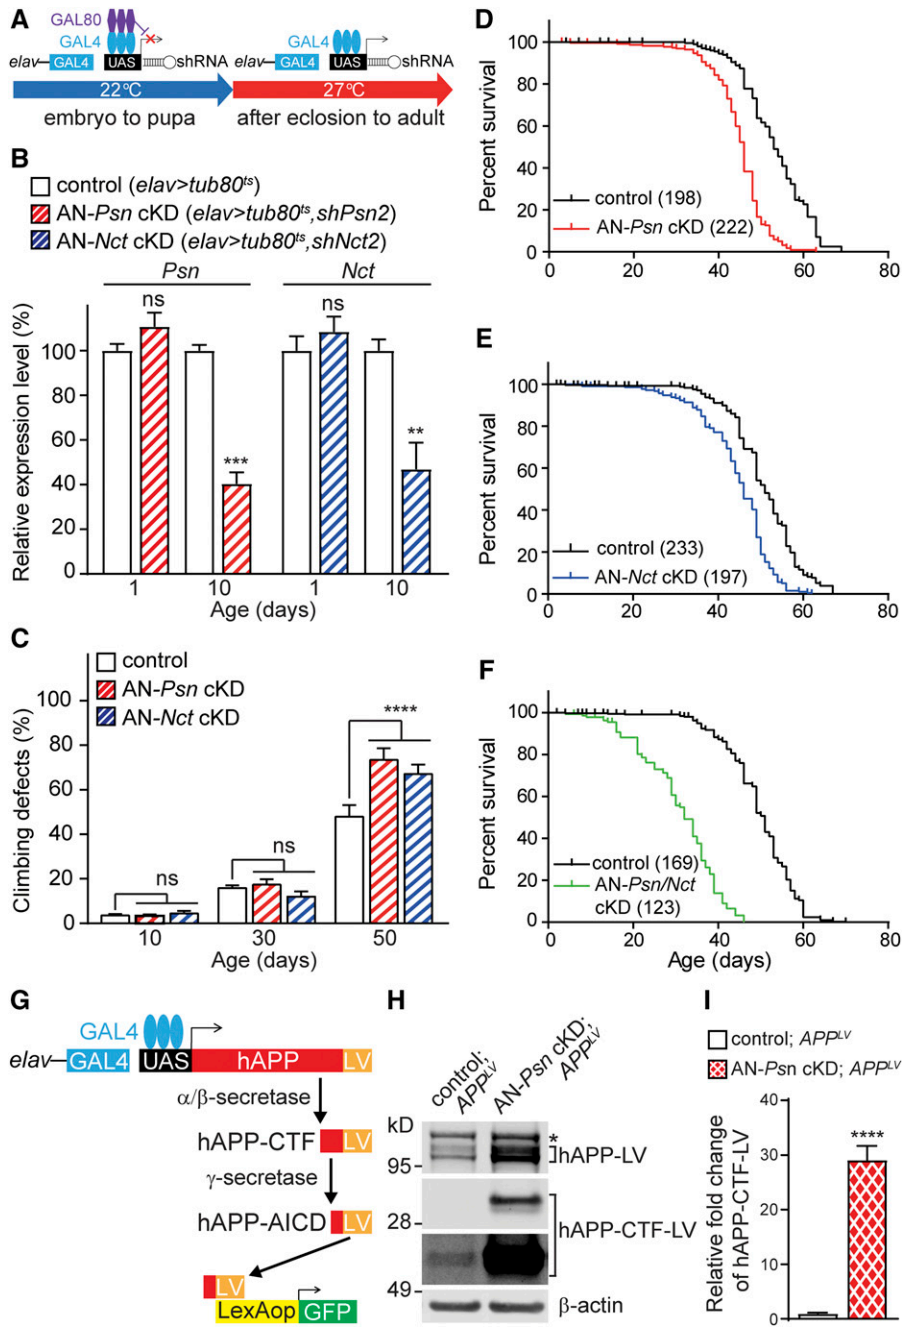 A
GAL80
GAL4
elav GAL4 UAS shRNA
22°C
embryo to pupa
GAL4
elav GAL4 UAS shRNA
27°C
after eclosion to adult
B
control (elav>tub80ts)
AN-Psn cKD (elav>tub80ts,shPsn2)
AN-Nct cKD (elav>tub80ts,shNct2)
Psn
Nct
ns
***
ns
**
Relative expression level (%)
100
80
60
40
20
0
1 10 1 10
Age (days)
C
control
AN-Psn cKD
AN-Nct cKD
ns
ns
****
Climbing defects (%)
100
80
60
40
20
0
10 30 50
Age (days)
D
Percent survival
100
80
60
40
20
0
control (198)
AN-Psn cKD (222)
0 20 40 60 80
E
Percent survival
100
80
60
40
20
0
control (233)
AN-Nct cKD (197)
0 20 40 60 80
F
Percent survival
100
80
60
40
20
0
control (169)
AN-Psn/Nct
cKD (123)
0 20 40 60 80
Age (days)
G
GAL4
elav GAL4 UAS hAPP LV
α/β-secretase
hAPP-CTF LV
γ-secretase
hAPP-AICD LV
LV
LexAop GFP
H
control;
APPLV
AN-Psn cKD;
APPLV
kD
*
hAPP-LV
95
28
hAPP-CTF-LV
49
β-actin
I
control; APPLV
AN-Psn cKD; APPLV
Relative fold change
of hAPP-CTF-LV
40
30
20
10
0
****